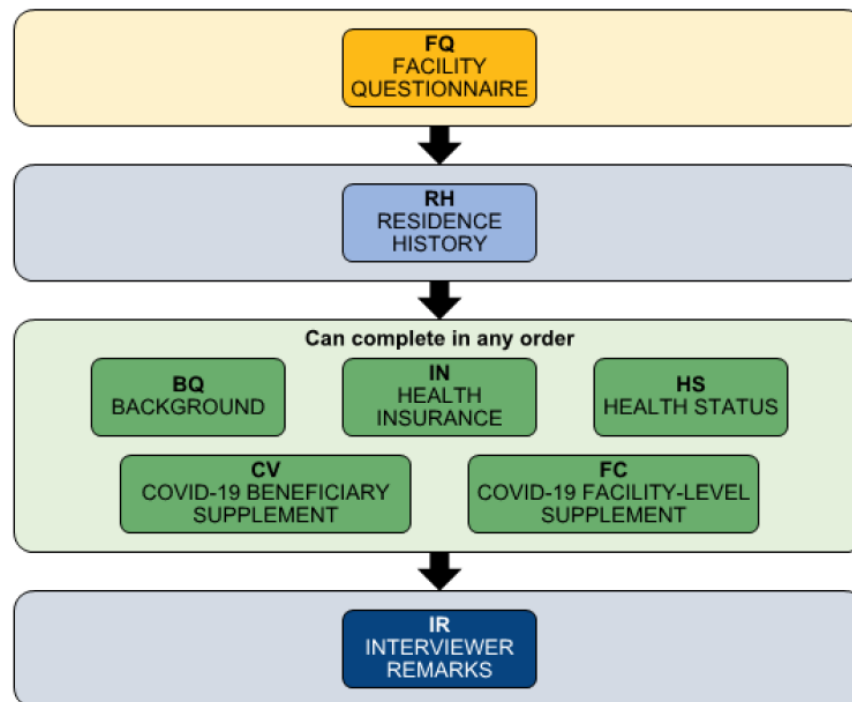 FQ
FACILITY
QUESTIONNAIRE
RH
RESIDENCE
HISTORY
Can complete in any order
BQ
BACKGROUND
IN
HEALTH
INSURANCE
HS
HEALTH STATUS
CV
COVID-19 BENEFICIARY
SUPPLEMENT
FC
COVID-19 FACILITY-LEVEL
SUPPLEMENT
IR
INTERVIEWER
REMARKS